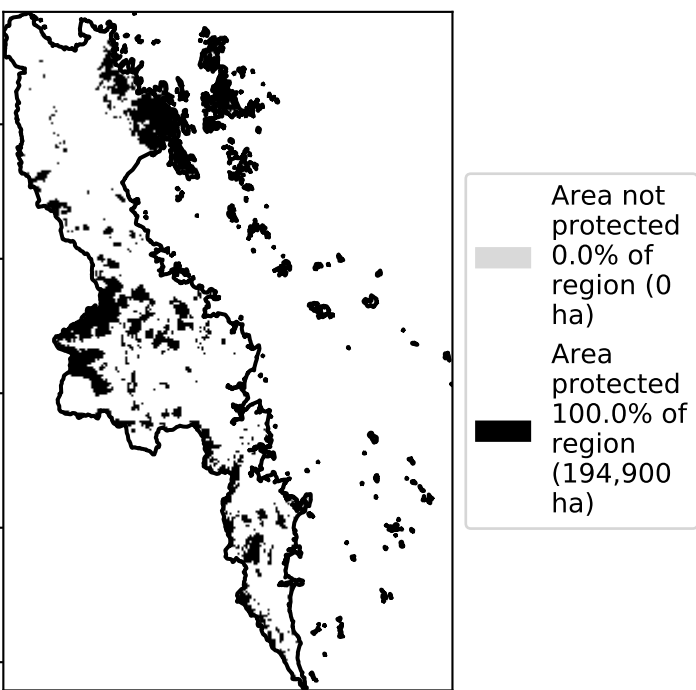 Area not
protected
0.0% of
region (0
ha)
Area
protected
100.0% of
region
(194,900
ha)